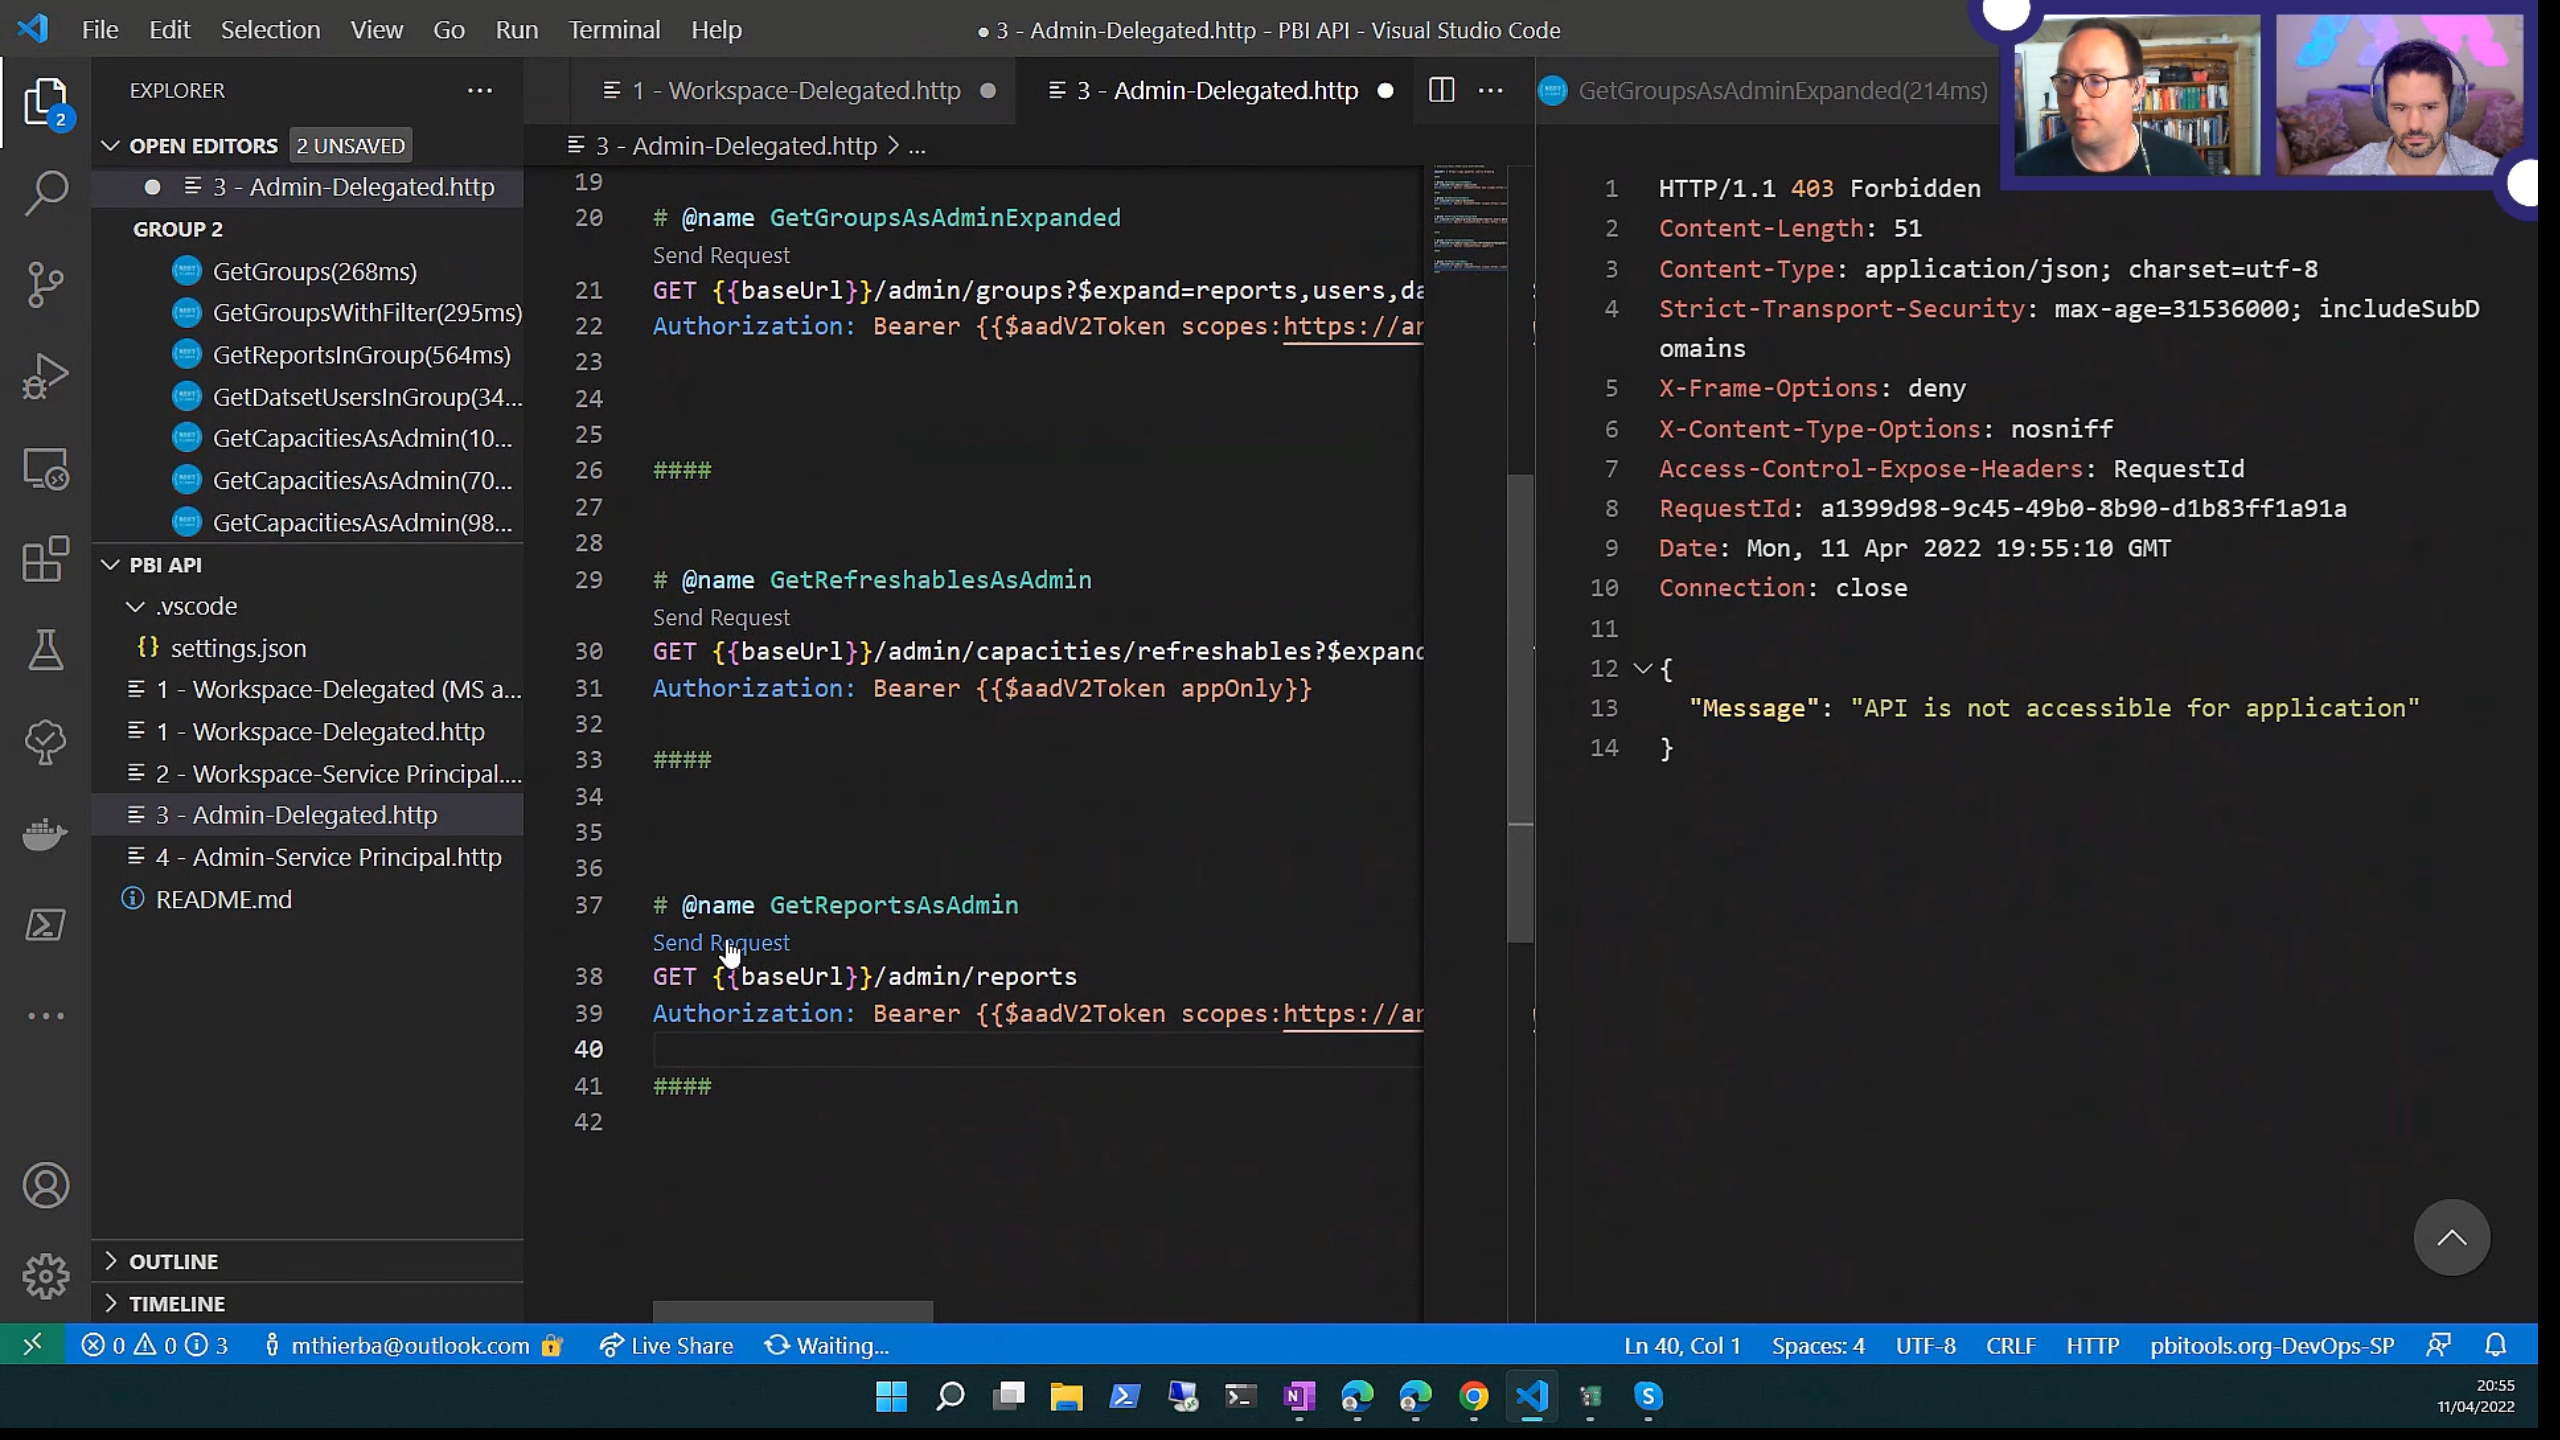 File Edit Selection View Go Run Terminal Help
● 3 - Admin-Delegated.http - PBI API - Visual Studio Code
EXPLORER
OPEN EDITORS 2 UNSAVED
3 - Admin-Delegated.http
GROUP 2
GetGroups(268ms)
GetGroupsWithFilter(295ms)
GetReportsInGroup(564ms)
GetDatsetUsersInGroup(34...
GetCapacitiesAsAdmin(10...
GetCapacitiesAsAdmin(70...
GetCapacitiesAsAdmin(98...
PBI API
.vscode
{} settings.json
1 - Workspace-Delegated (MS a...
1 - Workspace-Delegated.http
2 - Workspace-Service Principal....
3 - Admin-Delegated.http
4 - Admin-Service Principal.http
README.md
OUTLINE
TIMELINE
2
1 - Workspace-Delegated.http
3 - Admin-Delegated.http
3 - Admin-Delegated.http > ...
19
20 # @name GetGroupsAsAdminExpanded
Send Request
21 GET {{baseUrl}}/admin/groups?$expand=reports,users,da
22 Authorization: Bearer {{$aadV2Token scopes:https://an
23
24
25
26 ####
27
28
29 # @name GetRefreshablesAsAdmin
Send Request
30 GET {{baseUrl}}/admin/capacities/refreshables?$expand
31 Authorization: Bearer {{$aadV2Token appOnly}}
32
33 ####
34
35
36
37 # @name GetReportsAsAdmin
Send Request
38 GET {{baseUrl}}/admin/reports
39 Authorization: Bearer {{$aadV2Token scopes:https://an
40
41 ####
42
GetGroupsAsAdminExpanded(214ms)
1 HTTP/1.1 403 Forbidden
2 Content-Length: 51
3 Content-Type: application/json; charset=utf-8
4 Strict-Transport-Security: max-age=31536000; includeSubD
omains
5 X-Frame-Options: deny
6 X-Content-Type-Options: nosniff
7 Access-Control-Expose-Headers: RequestId
8 RequestId: a1399d98-9c45-49b0-8b90-d1b83ff1a91a
9 Date: Mon, 11 Apr 2022 19:55:10 GMT
10 Connection: close
11
12 {
13 "Message": "API is not accessible for application"
14 }
0 0 3 mthierba@outlook.com Live Share Waiting...
Ln 40, Col 1 Spaces: 4 UTF-8 CRLF HTTP pbitools.org-DevOps-SP
20:55
11/04/2022